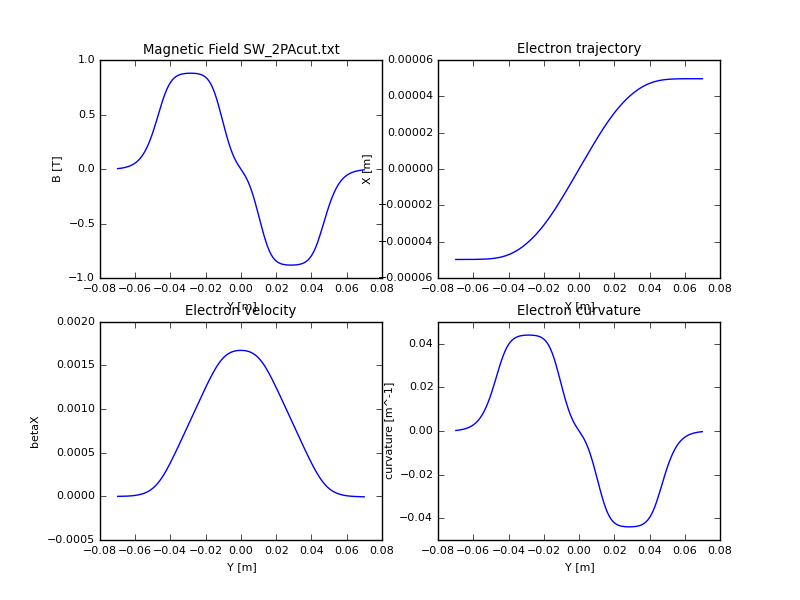 Magnetic Field SW_2PAcut.txt
1.0
0.5
0.0
−0.5
−1.0
B [T]
−0.08 −0.06 −0.04 −0.02 0.00 0.02 0.04 0.06 0.08
Y [m]
Electron trajectory
0.00006
0.00004
0.00002
0.00000
−0.00002
−0.00004
−0.00006
X [m]
−0.08 −0.06 −0.04 −0.02 0.00 0.02 0.04 0.06 0.08
Y [m]
Electron velocity
0.0020
0.0015
0.0010
0.0005
0.0000
−0.0005
betaX
−0.08 −0.06 −0.04 −0.02 0.00 0.02 0.04 0.06 0.08
Y [m]
Electron curvature
0.04
0.02
0.00
−0.02
−0.04
curvature [m^-1]
−0.08 −0.06 −0.04 −0.02 0.00 0.02 0.04 0.06 0.08
Y [m]